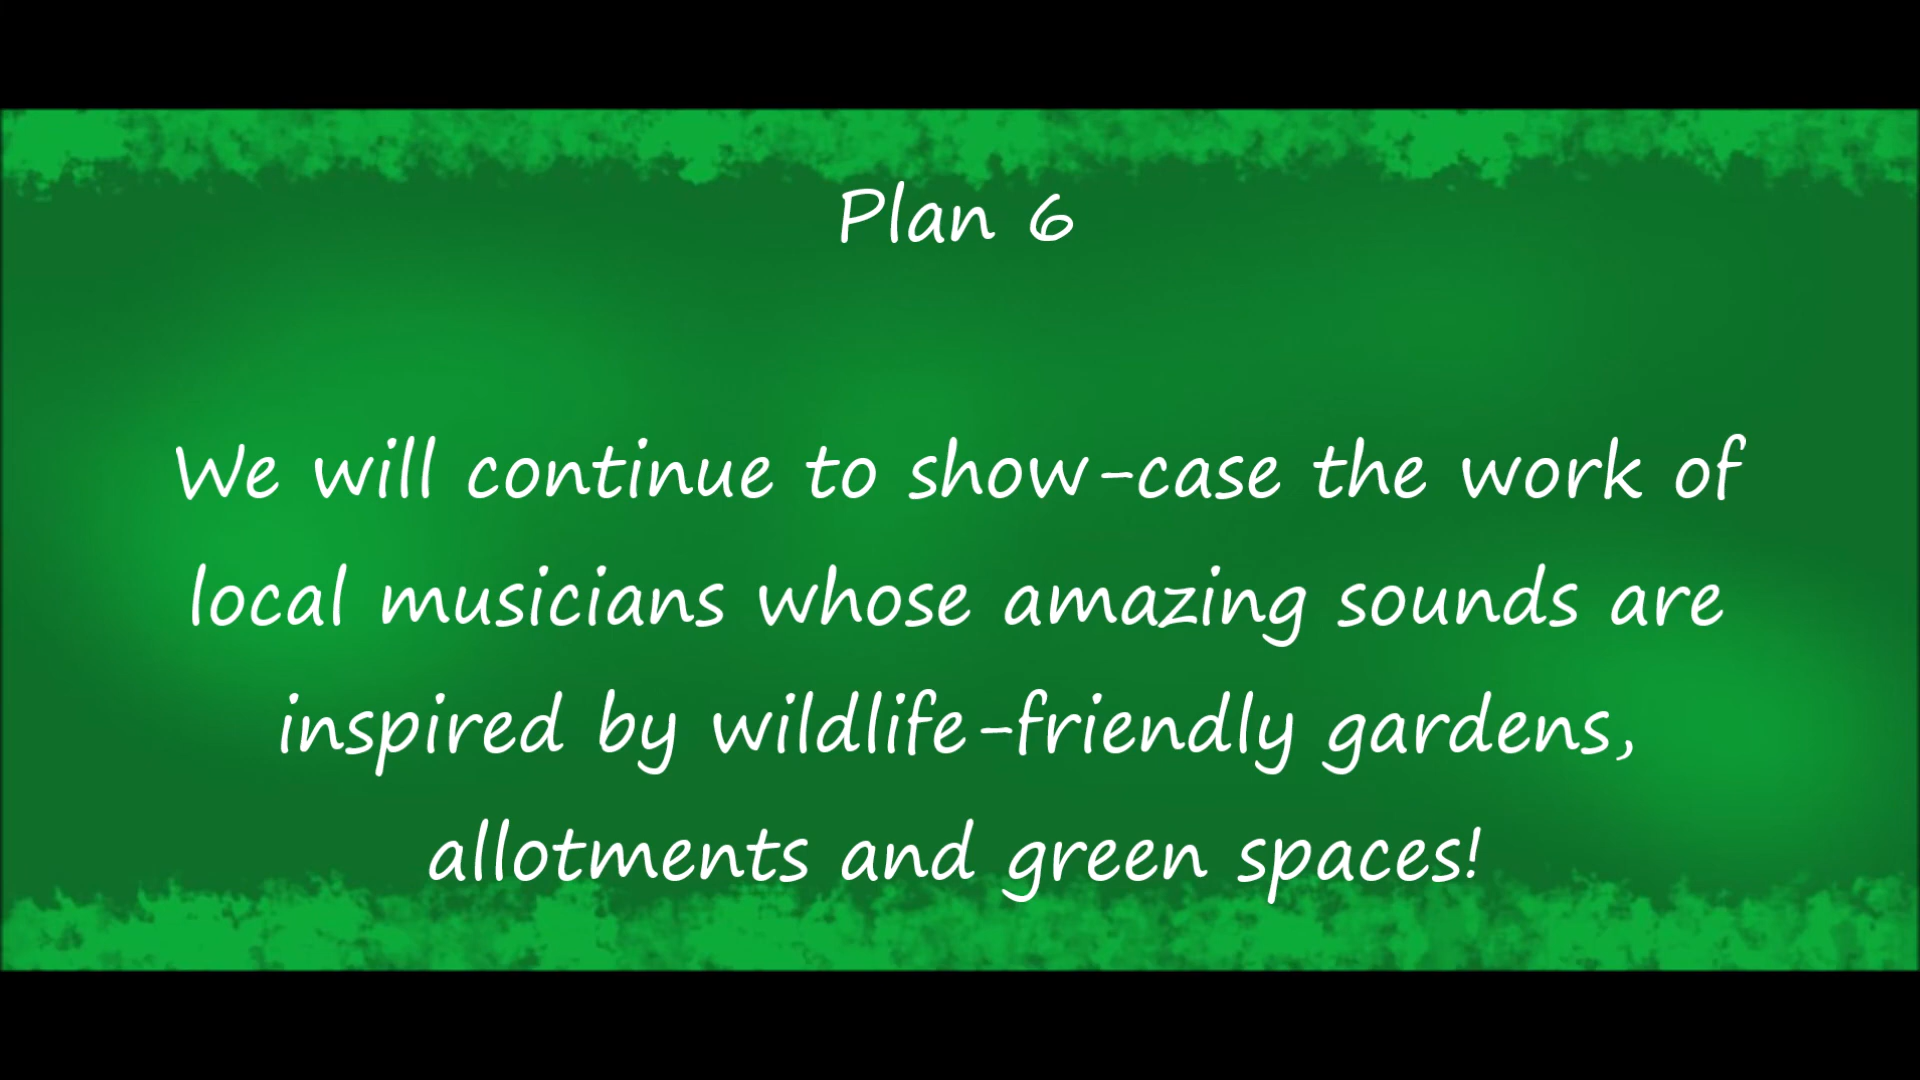 Plan 6
We will continue to show-case the work of
local musicians whose amazing sounds are
inspired by wildlife-friendly gardens,
allotments and green spaces!